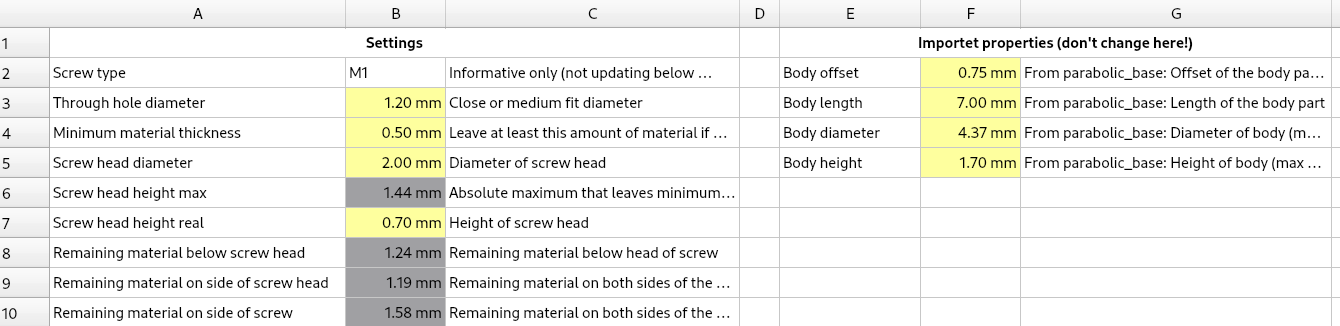 A B C D E F G
1 Settings Importet properties (don't change here!)
2 Screw type M1 Informative only (not updating below ... Body offset 0.75 mm From parabolic_base: Offset of the body pa...
3 Through hole diameter 1.20 mm Close or medium fit diameter Body length 7.00 mm From parabolic_base: Length of the body part
4 Minimum material thickness 0.50 mm Leave at least this amount of material if ... Body diameter 4.37 mm From parabolic_base: Diameter of body (m...
5 Screw head diameter 2.00 mm Diameter of screw head Body height 1.70 mm From parabolic_base: Height of body (max ...
6 Screw head height max 1.44 mm Absolute maximum that leaves minimum...
7 Screw head height real 0.70 mm Height of screw head
8 Remaining material below screw head 1.24 mm Remaining material below head of screw
9 Remaining material on side of screw head 1.19 mm Remaining material on both sides of the ...
10 Remaining material on side of screw 1.58 mm Remaining material on both sides of the ...